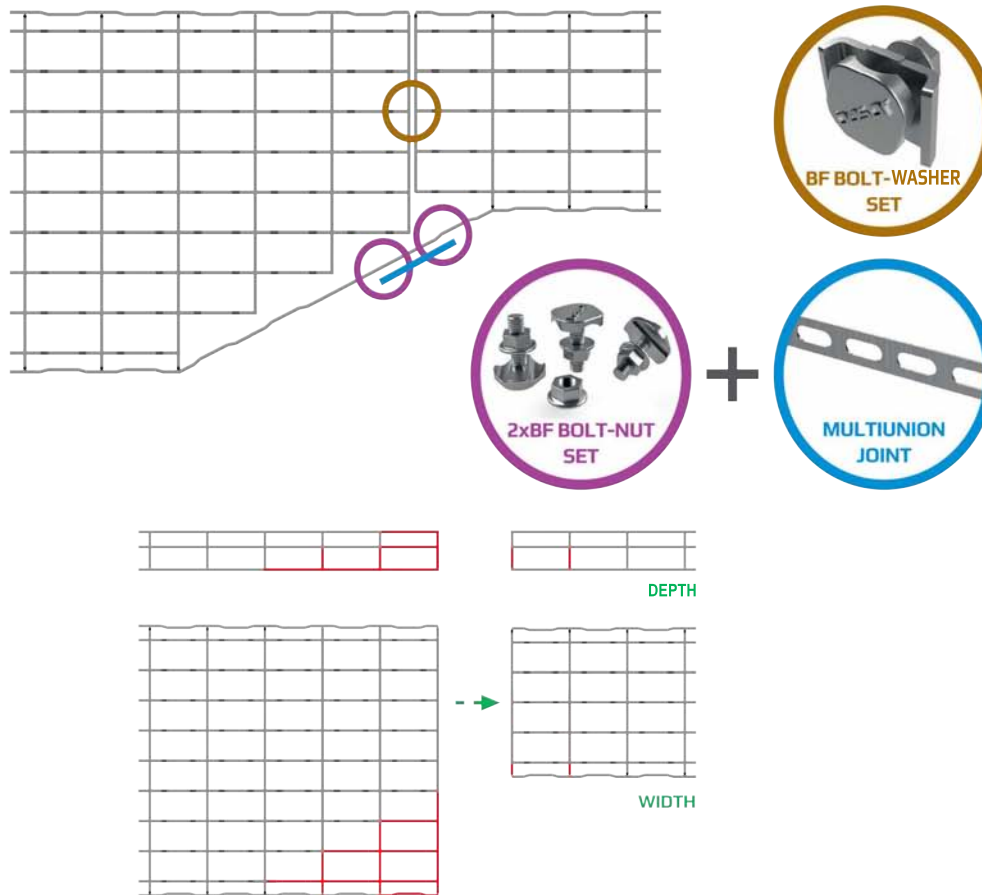 BF BOLT-WASHER
SET
2xBF BOLT-NUT
SET
MULTIUNION
JOINT
DEPTH
WIDTH